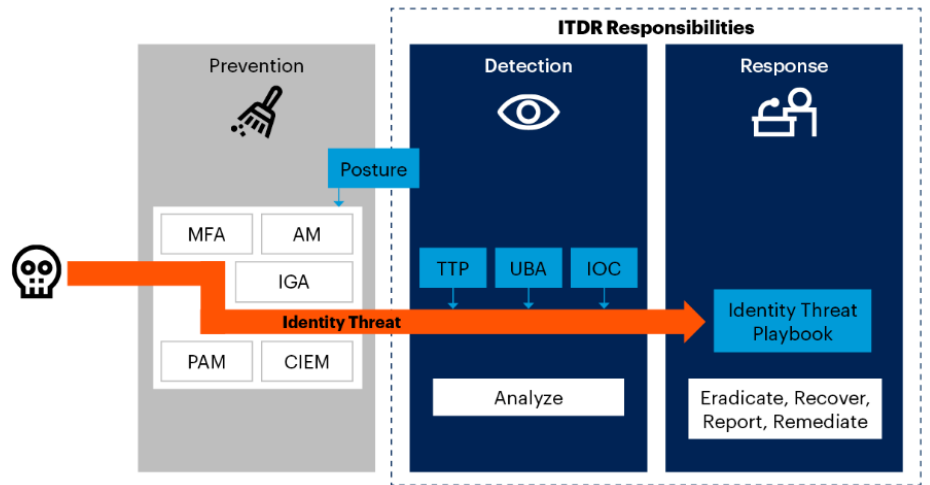 ITDR Responsibilities
Prevention
Detection
Response
Posture
MFA
AM
IGA
TTP
UBA
IOC
Identity Threat
Identity Threat
Playbook
PAM
CIEM
Analyze
Eradicate, Recover,
Report, Remediate